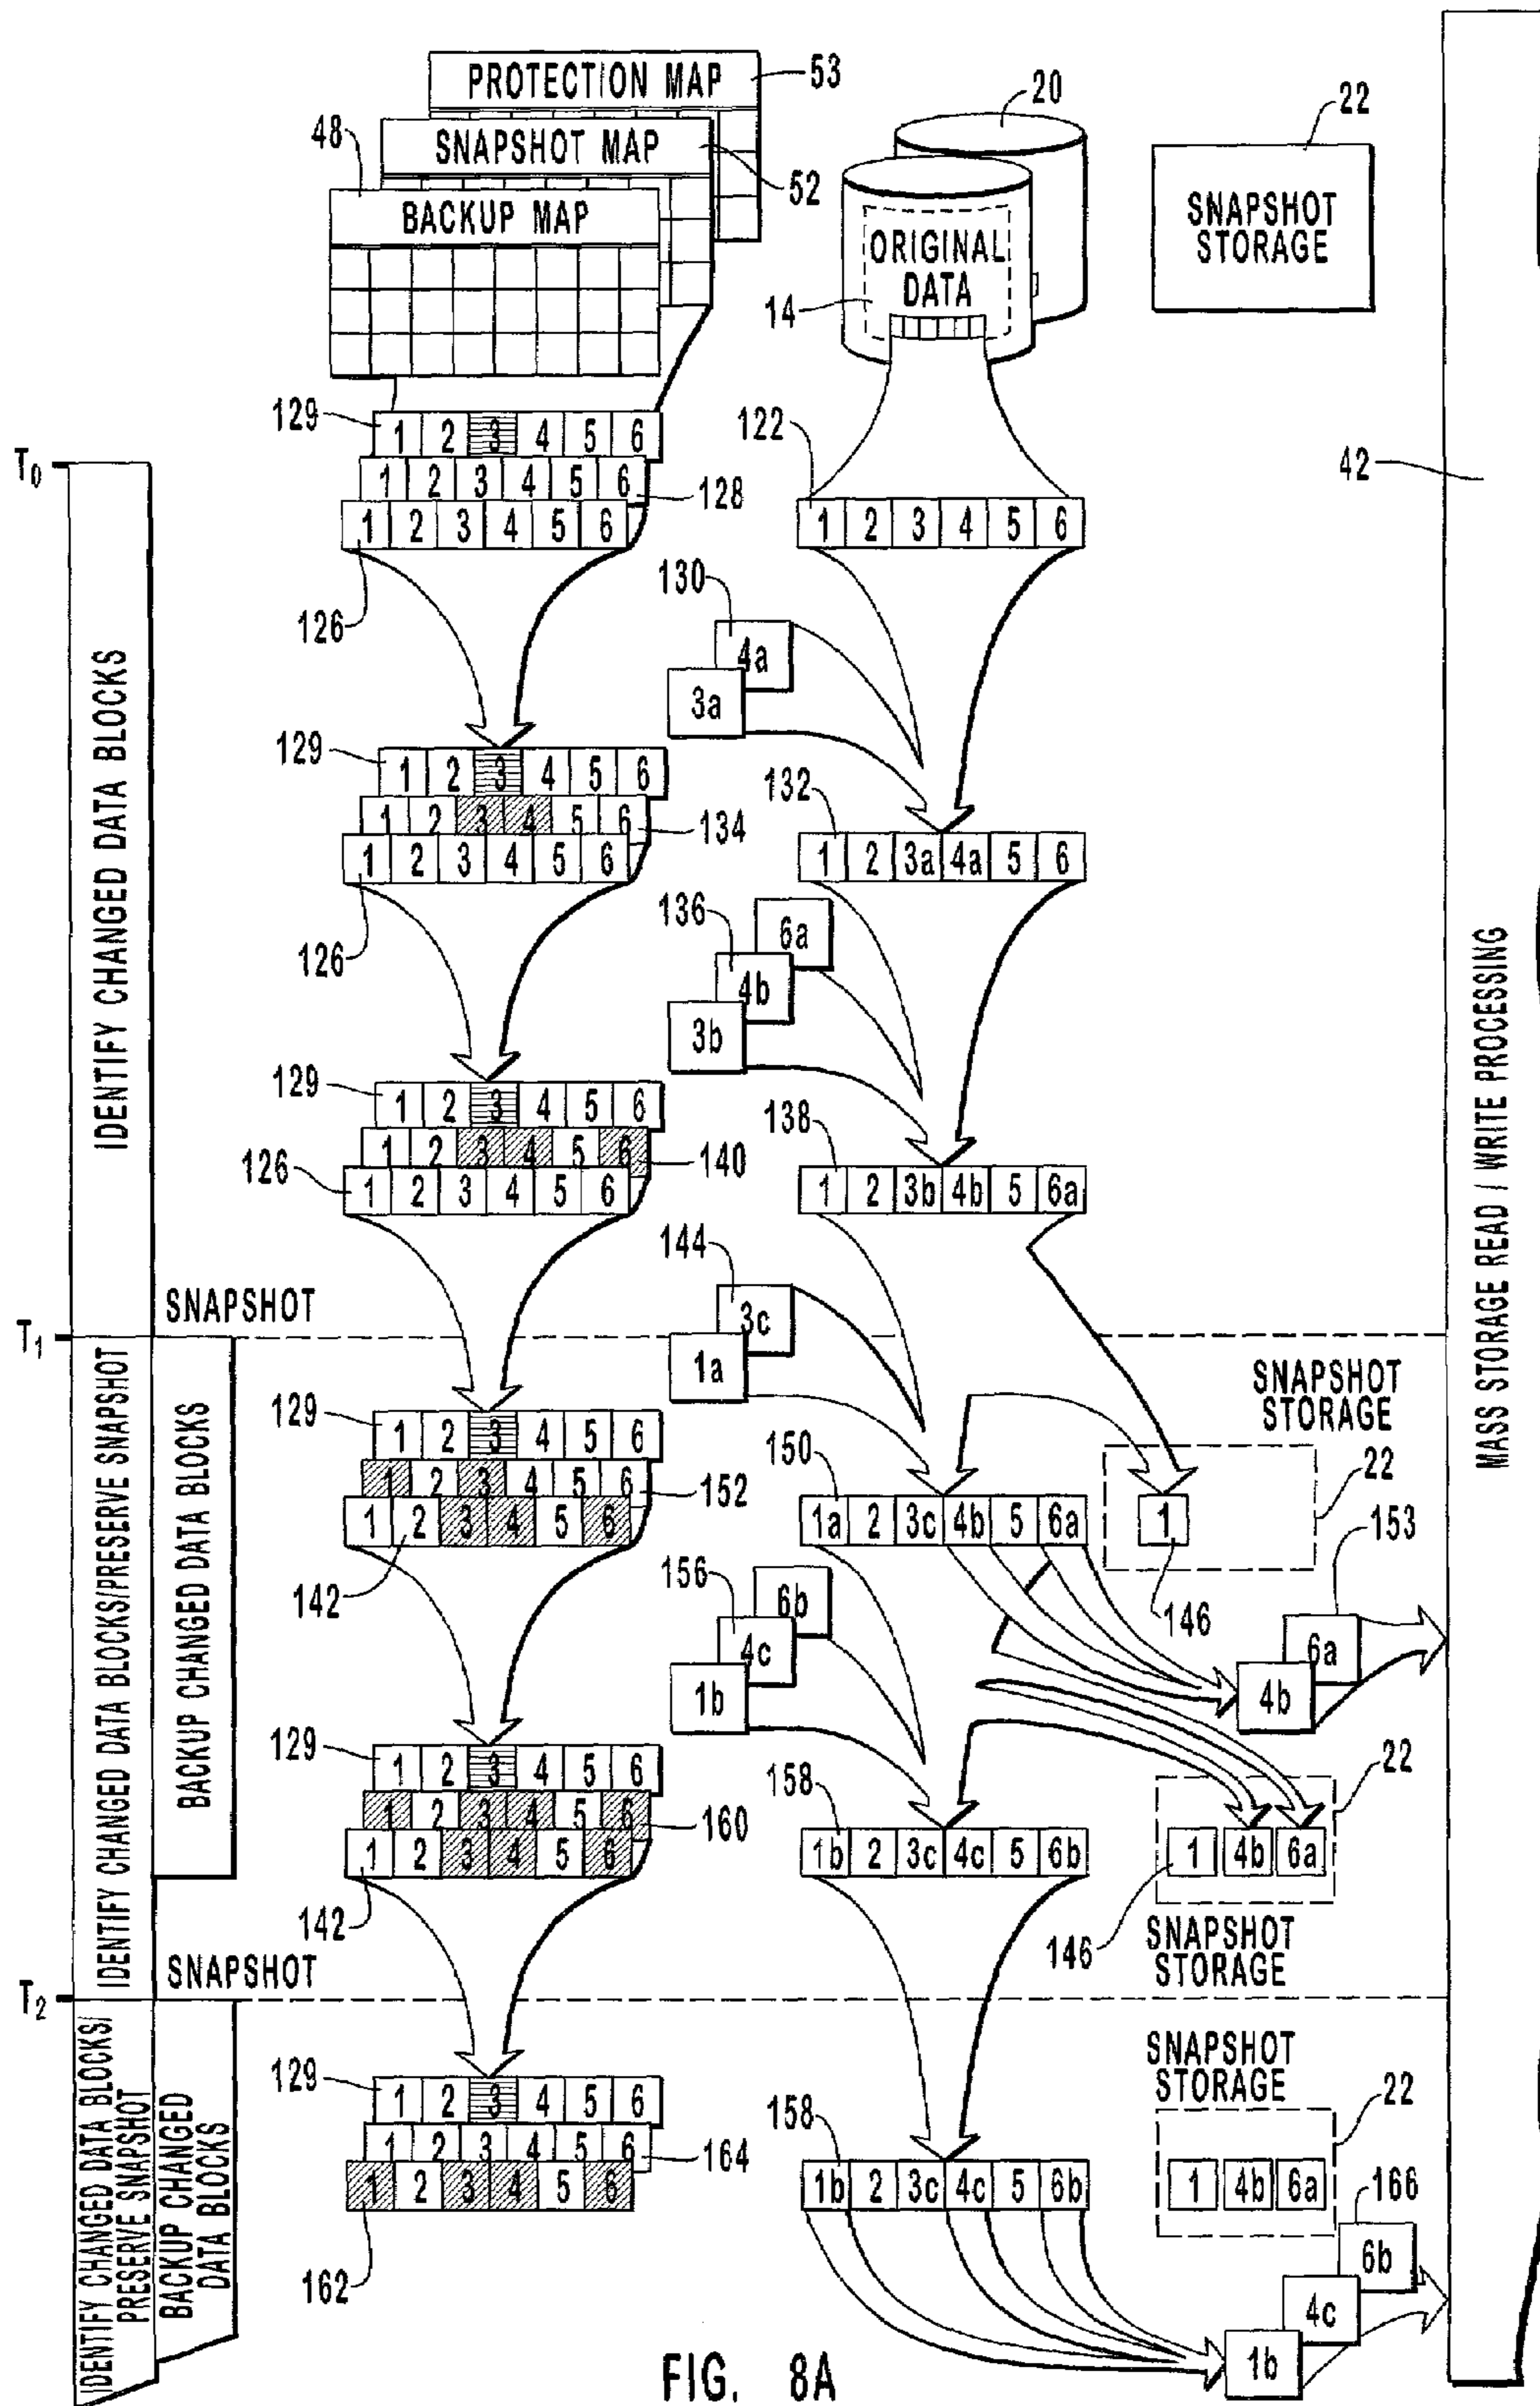 PROTECTION MAP
53
SNAPSHOT MAP
52
48
BACKUP MAP
20
22
ORIGINAL
DATA
14
SNAPSHOT
STORAGE
42
MASS STORAGE READ / WRITE PROCESSING
T0
IDENTIFY CHANGED DATA BLOCKS
129
1 2 3 4 5 6
1 2 3 4 5 6
128
1 2 3 4 5 6
126
122
1 2 3 4 5 6
130
4a
3a
129
1 2 3 4 5 6
1 2 3 4 5 6
134
1 2 3 4 5 6
126
132
1 2 3a 4a 5 6
136
6a
4b
3b
129
1 2 3 4 5 6
1 2 3 4 5 6
140
126
1 2 3 4 5 6
138
1 2 3b 4b 5 6a
144
3c
1a
SNAPSHOT
T1
IDENTIFY CHANGED DATA BLOCKS/PRESERVE SNAPSHOT
BACKUP CHANGED DATA BLOCKS
129
1 2 3 4 5 6
1 2 3 4 5 6
152
1 2 3 4 5 6
142
150
1a 2 3c 4b 5 6a
SNAPSHOT
STORAGE
22
1
146
153
6a
4b
156
6b
4c
1b
129
1 2 3 4 5 6
1 2 3 4 5 6
160
1 2 3 4 5 6
142
158
1b 2 3c 4c 5 6b
22
1 4b 6a
146
SNAPSHOT
STORAGE
SNAPSHOT
T2
IDENTIFY CHANGED DATA BLOCKS/
PRESERVE SNAPSHOT
BACKUP CHANGED
DATA BLOCKS
129
1 2 3 4 5 6
1 2 3 4 5 6
164
1 2 3 4 5 6
162
158
1b 2 3c 4c 5 6b
SNAPSHOT
STORAGE
22
1 4b 6a
166
6b
4c
1b
FIG. 8A